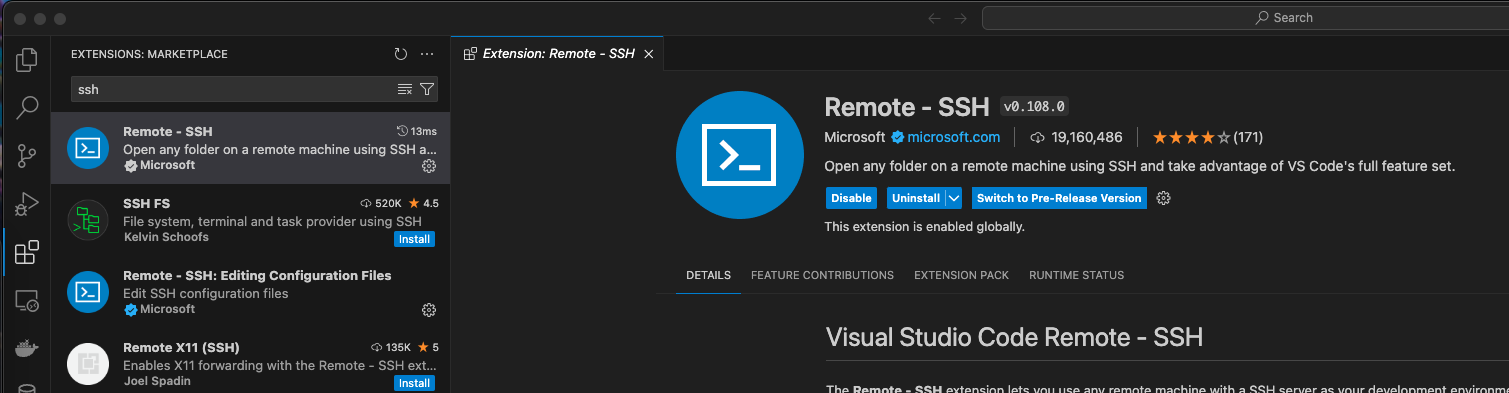 Search
EXTENSIONS: MARKETPLACE
ssh
Remote - SSH
13ms
Open any folder on a remote machine using SSH a...
Microsoft
SSH FS
520K ★ 4.5
File system, terminal and task provider using SSH
Kelvin Schoofs
Install
Remote - SSH: Editing Configuration Files
Edit SSH configuration files
Microsoft
Remote X11 (SSH)
135K ★ 5
Enables X11 forwarding with the Remote - SSH ext...
Joel Spadin
Install
Extension: Remote - SSH
Remote - SSH v0.108.0
Microsoft microsoft.com | 19,160,486 | ★★★★☆(171)
Open any folder on a remote machine using SSH and take advantage of VS Code's full feature set.
Disable Uninstall Switch to Pre-Release Version
This extension is enabled globally.
DETAILS FEATURE CONTRIBUTIONS EXTENSION PACK RUNTIME STATUS
Visual Studio Code Remote - SSH
The Remote - SSH extension lets you use any remote machine with a SSH server as your development environm